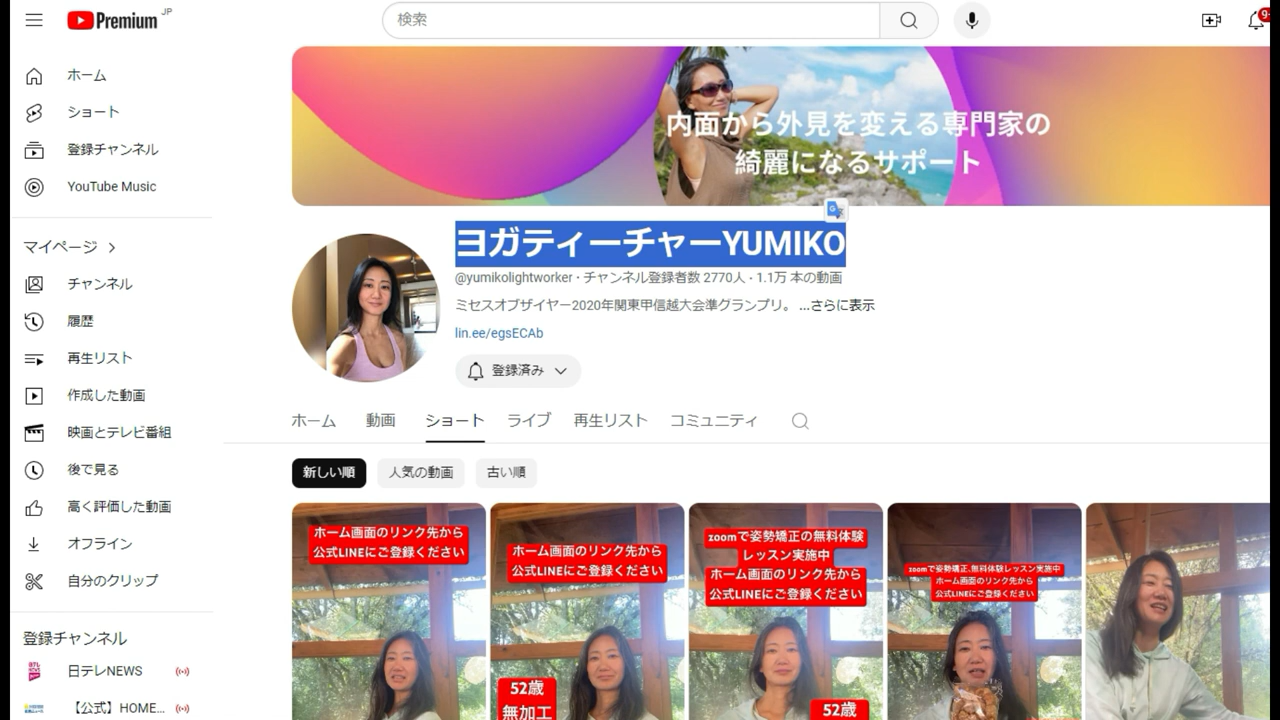 Premium JP
検索
9+
ホーム
ショート
登録チャンネル
YouTube Music
マイページ
チャンネル
履歴
再生リスト
作成した動画
映画とテレビ番組
後で見る
高く評価した動画
オフライン
自分のクリップ
登録チャンネル
日テレNEWS
【公式】HOME...
内面から外見を変える専門家の
綺麗になるサポート
ヨガティーチャーYUMIKO
@yumikolightworker・チャンネル登録者数 2770人・1.1万 本の動画
ミセスオブザイヤー2020年関東甲信越大会準グランプリ。 ...さらに表示
lin.ee/egsECAb
登録済み
ホーム 動画 ショート ライブ 再生リスト コミュニティ
新しい順 人気の動画 古い順
ホーム画面のリンク先から
公式LINEにご登録ください
ホーム画面のリンク先から
公式LINEにご登録ください
52歳
無加工
zoomで姿勢矯正の無料体験
レッスン実施中
ホーム画面のリンク先から
公式LINEにご登録ください
52歳
zoomで姿勢矯正､無料体験レッスン実施中
ホーム画面のリンク先から
公式LINEにご登録ください